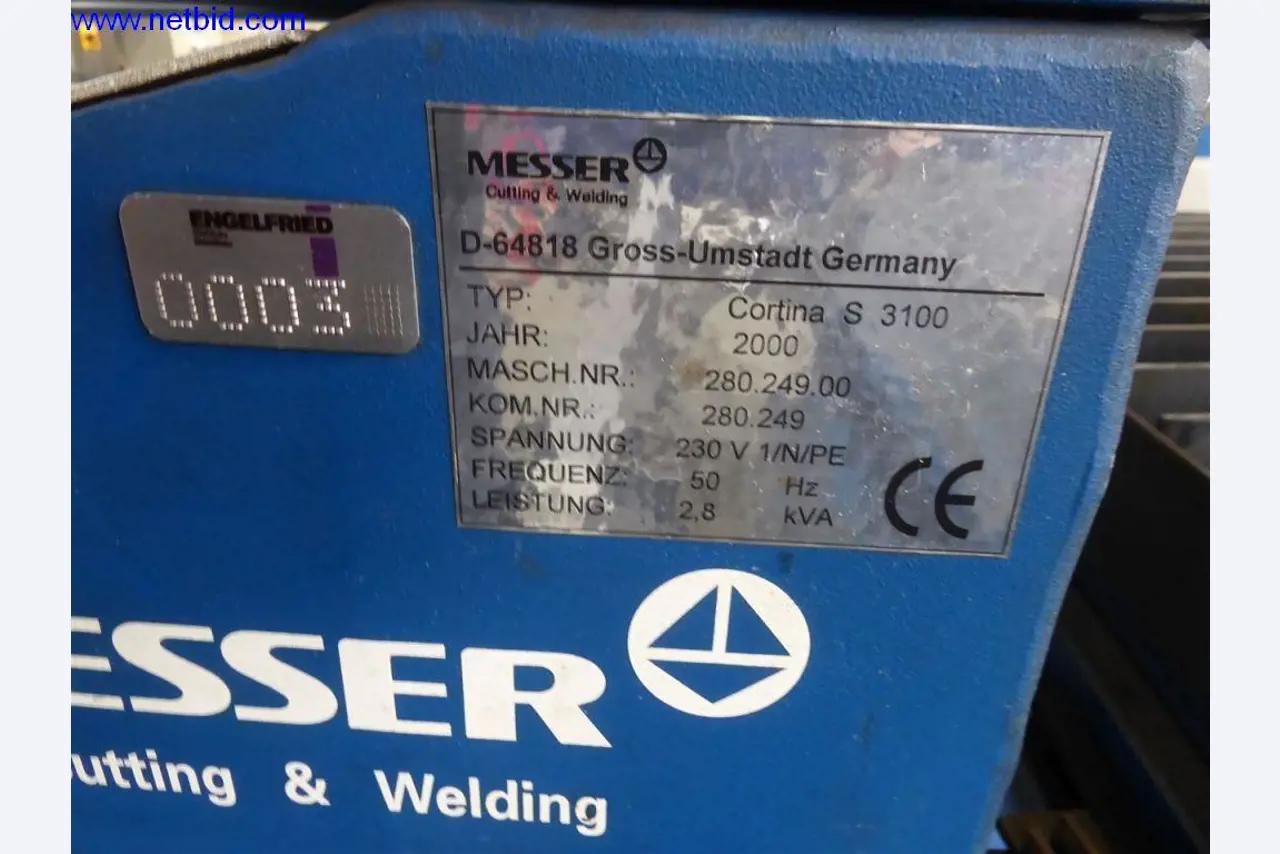 www.netbid.com
MESSER
Cutting & Welding
D-64818 Gross-Umstadt Germany
TYP: Cortina S 3100
JAHR: 2000
MASCH.NR.: 280.249.00
KOM.NR.: 280.249
SPANNUNG: 230 V 1/N/PE
FREQUENZ: 50 Hz
LEISTUNG: 2,8 kVA
CE
ENGELFRIED
0003
ESSER
utting & Welding